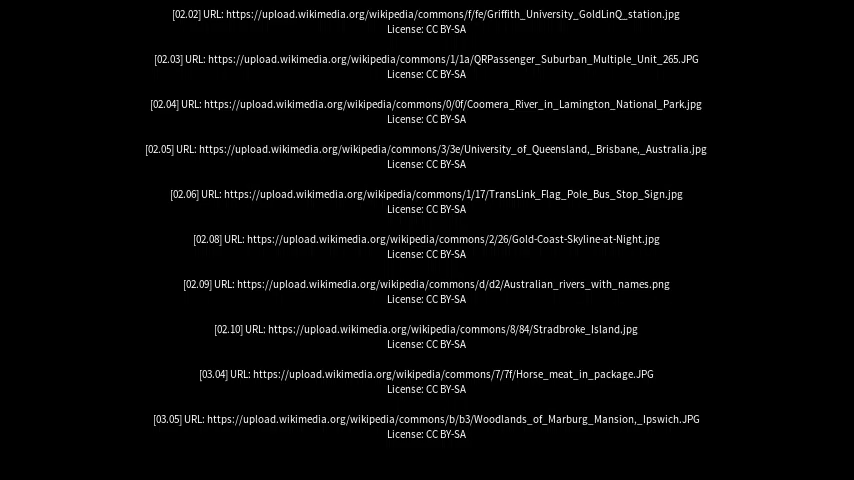 [02.02] URL: https://upload.wikimedia.org/wikipedia/commons/f/fe/Griffith_University_GoldLinQ_station.jpg
License: CC BY-SA
[02.03] URL: https://upload.wikimedia.org/wikipedia/commons/1/1a/QRPassenger_Suburban_Multiple_Unit_265.JPG
License: CC BY-SA
[02.04] URL: https://upload.wikimedia.org/wikipedia/commons/0/0f/Coomera_River_in_Lamington_National_Park.jpg
License: CC BY-SA
[02.05] URL: https://upload.wikimedia.org/wikipedia/commons/3/3e/University_of_Queensland,_Brisbane,_Australia.jpg
License: CC BY-SA
[02.06] URL: https://upload.wikimedia.org/wikipedia/commons/1/17/TransLink_Flag_Pole_Bus_Stop_Sign.jpg
License: CC BY-SA
[02.08] URL: https://upload.wikimedia.org/wikipedia/commons/2/26/Gold-Coast-Skyline-at-Night.jpg
License: CC BY-SA
[02.09] URL: https://upload.wikimedia.org/wikipedia/commons/d/d2/Australian_rivers_with_names.png
License: CC BY-SA
[02.10] URL: https://upload.wikimedia.org/wikipedia/commons/8/84/Stradbroke_Island.jpg
License: CC BY-SA
[03.04] URL: https://upload.wikimedia.org/wikipedia/commons/7/7f/Horse_meat_in_package.JPG
License: CC BY-SA
[03.05] URL: https://upload.wikimedia.org/wikipedia/commons/b/b3/Woodlands_of_Marburg_Mansion,_Ipswich.JPG
License: CC BY-SA